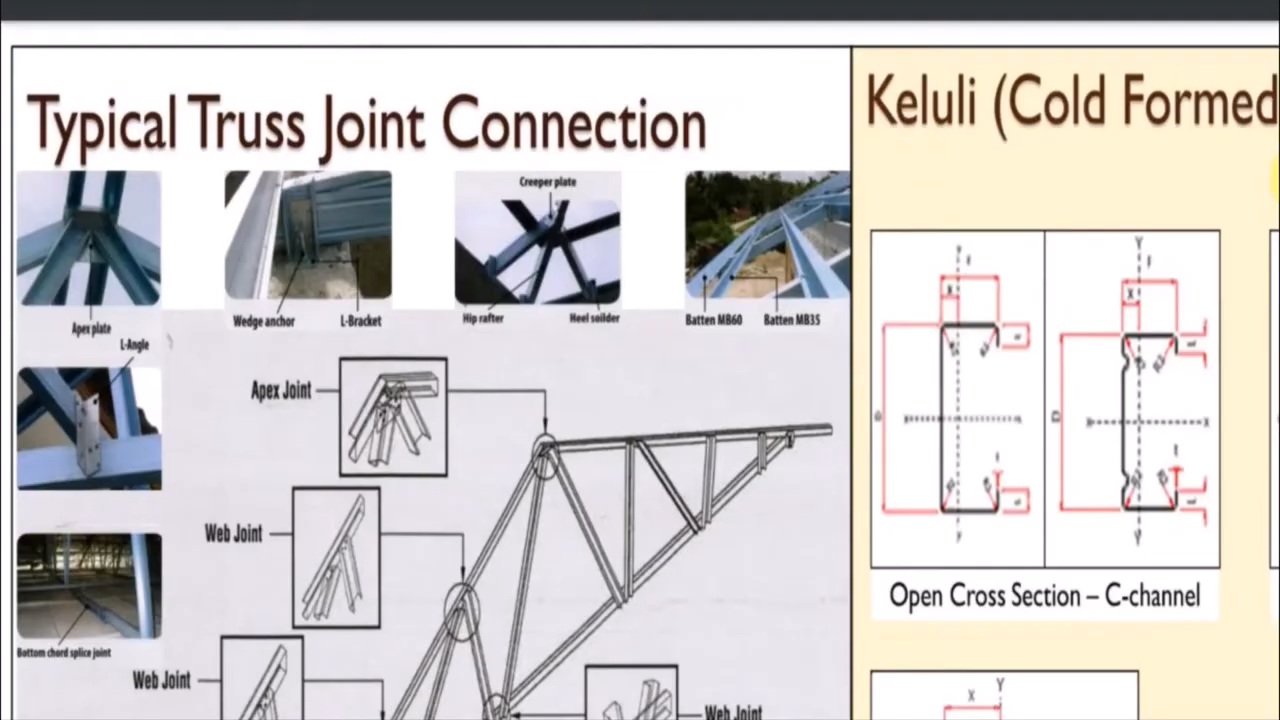 Typical Truss Joint Connection
Creeper plate
Apex plate
Wedge anchor
L-Bracket
Hip rafter
Heel soilder
Batten MB60
Batten MB35
L-Angle
Apex Joint
Web Joint
Bottom chord splice joint
Web Joint
Web Joint
Keluli (Cold Formed
Y
F
X
D
X
Y
Open Cross Section – C-channel
X
Y